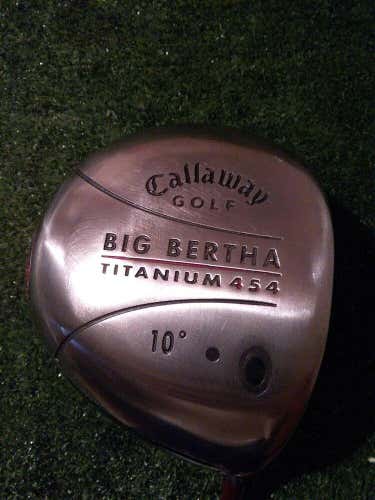 Callaway
GOLF
BIG BERTHA
TITANIUM 454
10°